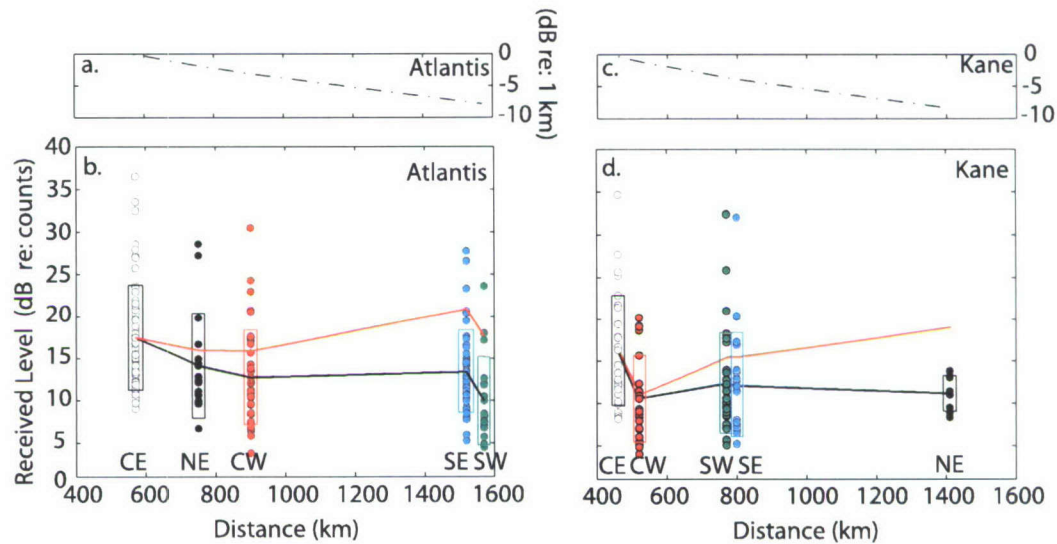 a.
Atlantis
0
-5
-10
(dB re: 1 km)
c.
Kane
0
-5
-10
b.
Atlantis
40
35
30
25
20
15
10
5
0
Received Level (dB re: counts)
CE NE CW SE SW
400 600 800 1000 1200 1400 1600
Distance (km)
d.
Kane
CE CW SW SE NE
400 600 800 1000 1200 1400 1600
Distance (km)